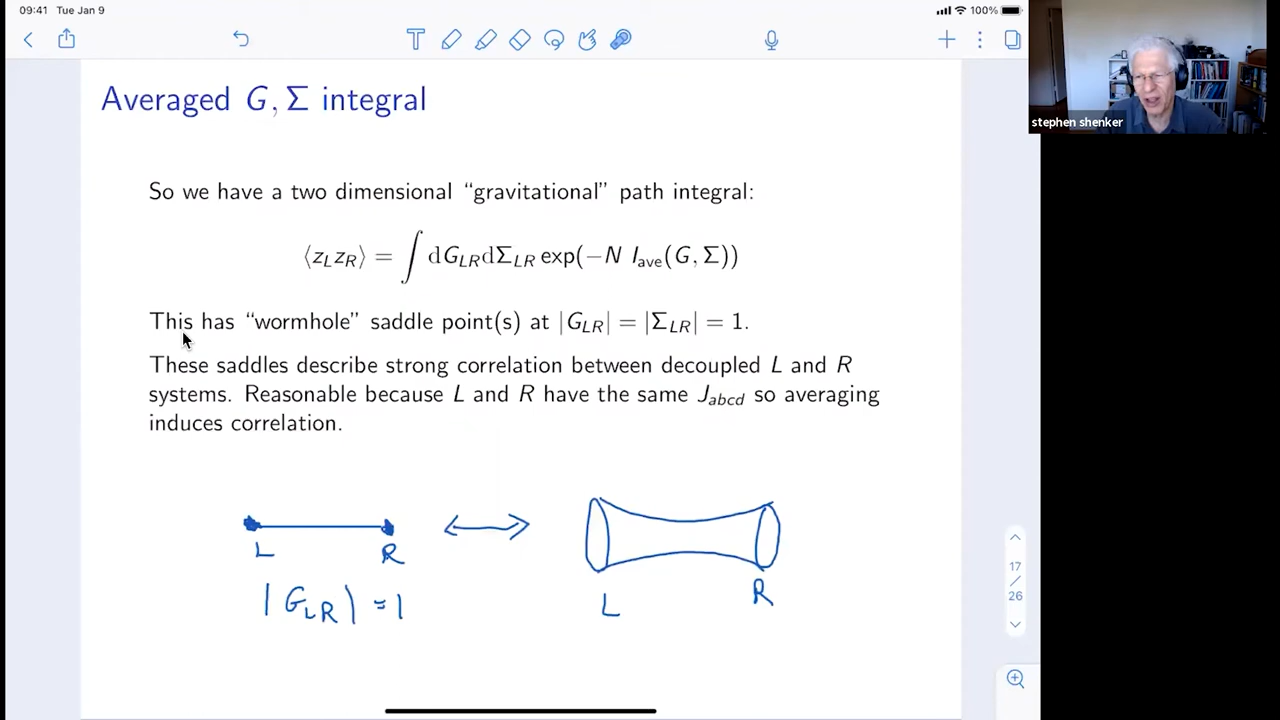 09:41 Tue Jan 9
100%
stephen shenker
Averaged G, Σ integral
So we have a two dimensional “gravitational” path integral:
⟨z_L z_R⟩ = ∫ dG_LR dΣ_LR exp(−N I_ave(G, Σ))
This has “wormhole” saddle point(s) at |G_LR| = |Σ_LR| = 1.
These saddles describe strong correlation between decoupled L and R
systems. Reasonable because L and R have the same J_abcd so averaging
induces correlation.
L R
|G_LR| = 1
L R
17
/
26